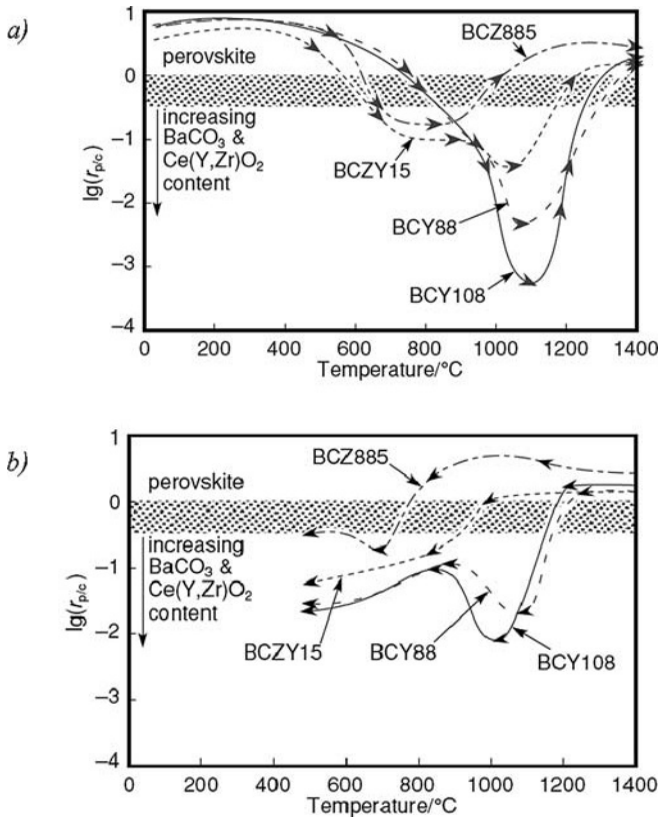 a)
1
0
−1
−2
−3
−4
lg(rp/c)
perovskite
increasing
BaCO3 &
Ce(Y,Zr)O2
content
BCZ885
BCZY15
BCY88
BCY108
0 200 400 600 800 1000 1200 1400
Temperature/°C
b)
1
0
−1
−2
−3
−4
lg(rp/c)
perovskite
increasing
BaCO3 &
Ce(Y,Zr)O2
content
BCZ885
BCZY15
BCY88
BCY108
0 200 400 600 800 1000 1200 1400
Temperature/°C